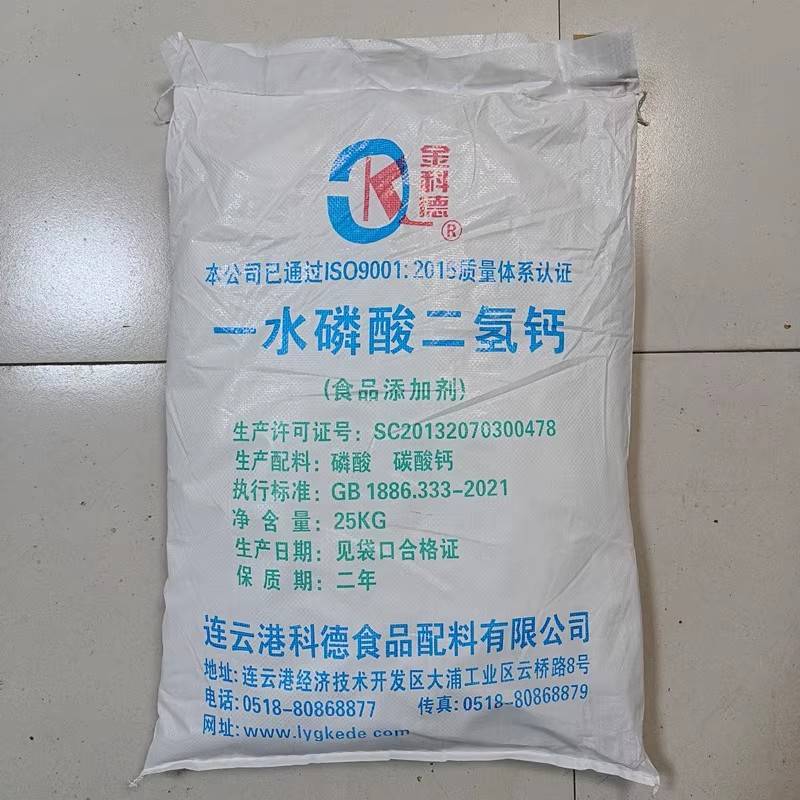 金科德®
本公司已通过ISO9001:2015质量体系认证
一水磷酸二氢钙
(食品添加剂)
生产许可证号：SC20132070300478
生产配料：磷酸 碳酸钙
执行标准：GB 1886.333-2021
净含量：25KG
生产日期：见袋口合格证
保质期：二年
连云港科德食品配料有限公司
地址:连云港经济技术开发区大浦工业区云桥路8号
电话:0518-80868877 传真:0518-80868879
网址:www.lygkede.com